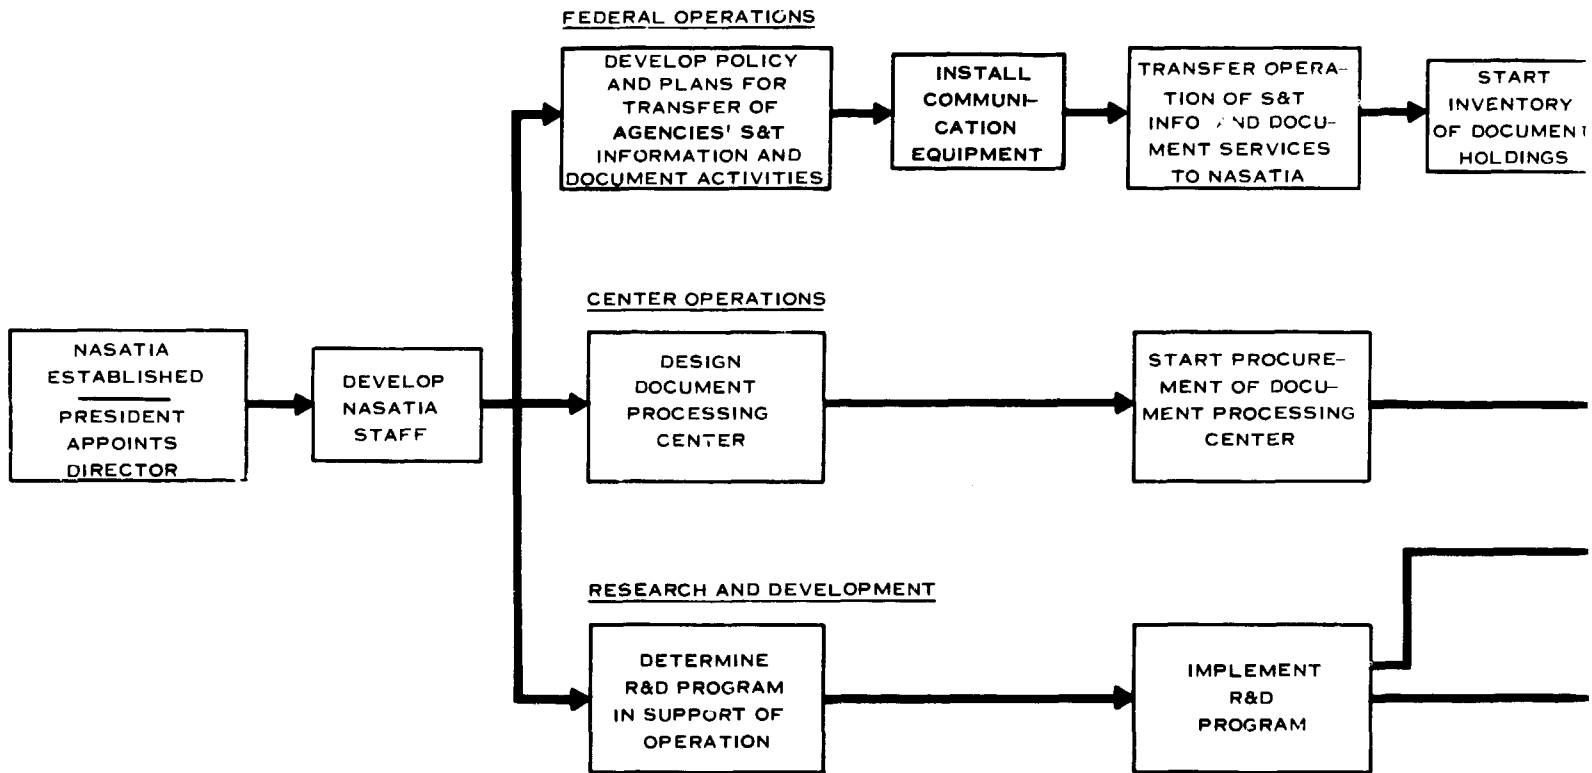 FEDERAL OPERATIONS
DEVELOP POLICY
AND PLANS FOR
TRANSFER OF
AGENCIES' S&T
INFORMATION AND
DOCUMENT ACTIVITIES
INSTALL
COMMUNI-
CATION
EQUIPMENT
TRANSFER OPERA-
TION OF S&T
INFO AND DOCU-
MENT SERVICES
TO NASATIA
START
INVENTORY
OF DOCUMENT
HOLDINGS
NASATIA
ESTABLISHED
PRESIDENT
APPOINTS
DIRECTOR
DEVELOP
NASATIA
STAFF
CENTER OPERATIONS
DESIGN
DOCUMENT
PROCESSING
CENTER
START PROCURE-
MENT OF DOCU-
MENT PROCESSING
CENTER
RESEARCH AND DEVELOPMENT
DETERMINE
R&D PROGRAM
IN SUPPORT OF
OPERATION
IMPLEMENT
R&D
PROGRAM